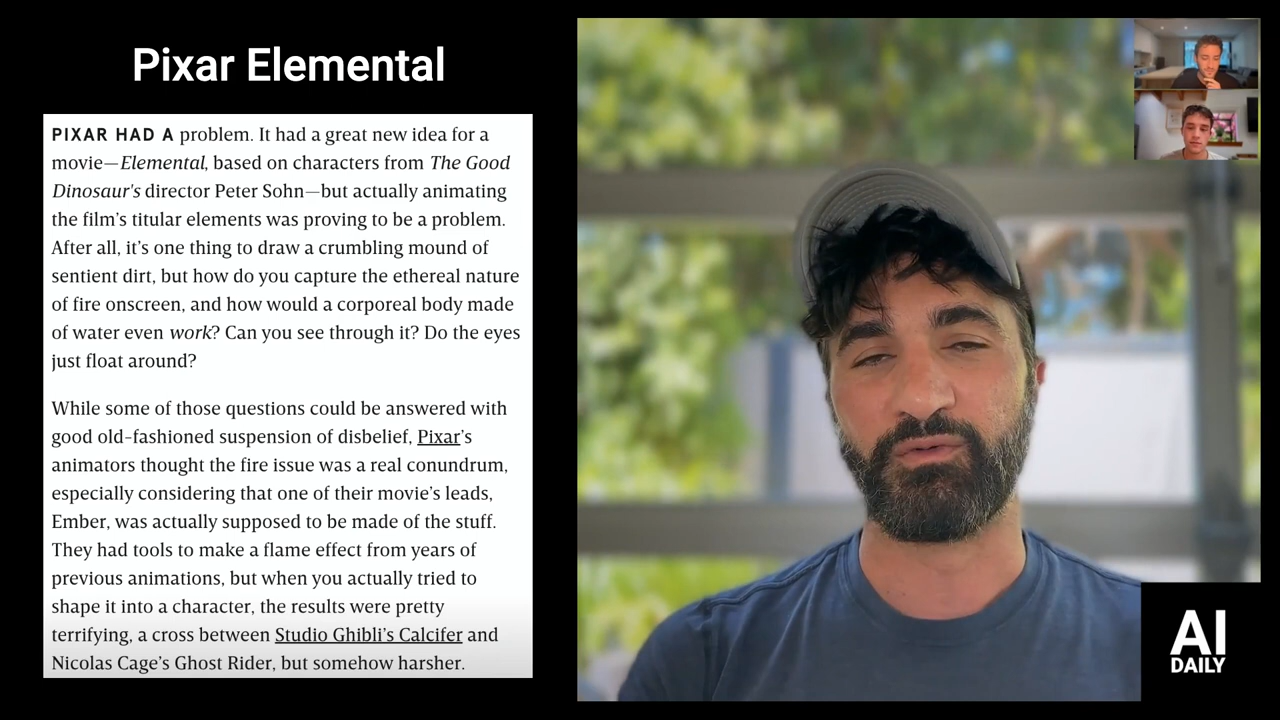 Pixar Elemental
PIXAR HAD A problem. It had a great new idea for a
movie—Elemental, based on characters from The Good
Dinosaur's director Peter Sohn—but actually animating
the film's titular elements was proving to be a problem.
After all, it's one thing to draw a crumbling mound of
sentient dirt, but how do you capture the ethereal nature
of fire onscreen, and how would a corporeal body made
of water even work? Can you see through it? Do the eyes
just float around?
While some of those questions could be answered with
good old-fashioned suspension of disbelief, Pixar's
animators thought the fire issue was a real conundrum,
especially considering that one of their movie's leads,
Ember, was actually supposed to be made of the stuff.
They had tools to make a flame effect from years of
previous animations, but when you actually tried to
shape it into a character, the results were pretty
terrifying, a cross between Studio Ghibli's Calcifer and
Nicolas Cage's Ghost Rider, but somehow harsher.
AI
DAILY